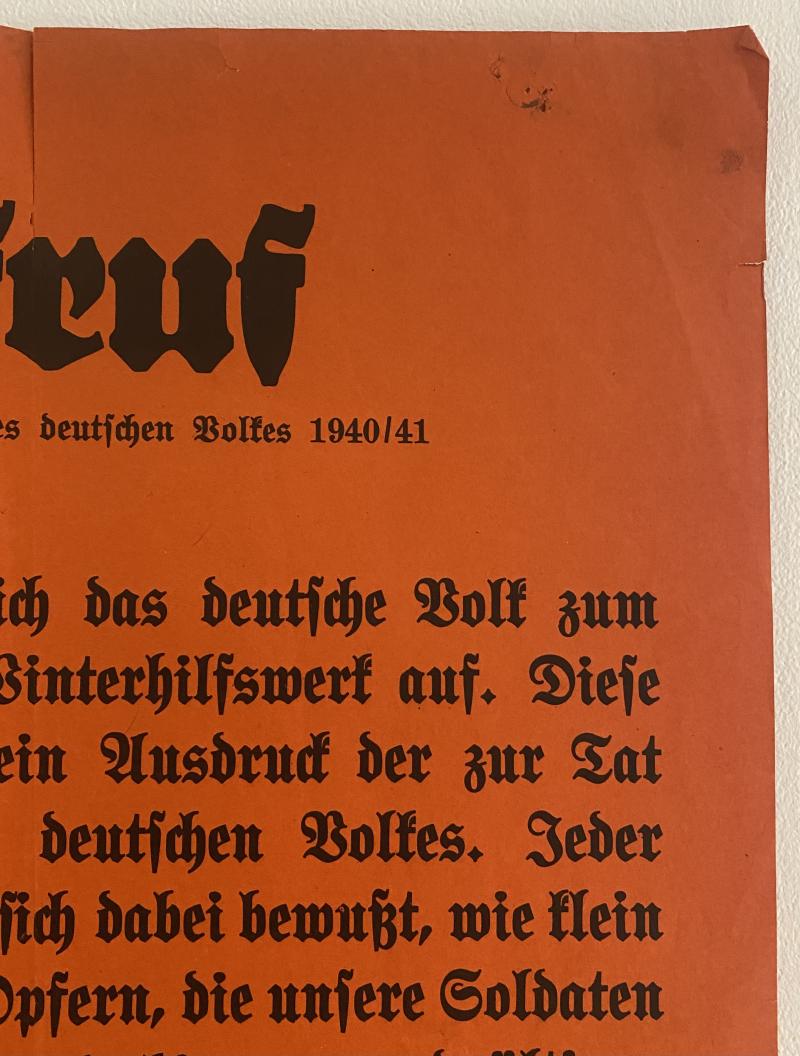 fruf
es deutschen Volkes 1940/41
ich das deutsche Volk zum
Winterhilfswerk auf. Diese
ein Ausdruck der zur Tat
deutschen Volkes. Jeder
sich dabei bewußt, wie klein
Opfern, die unsere Soldaten